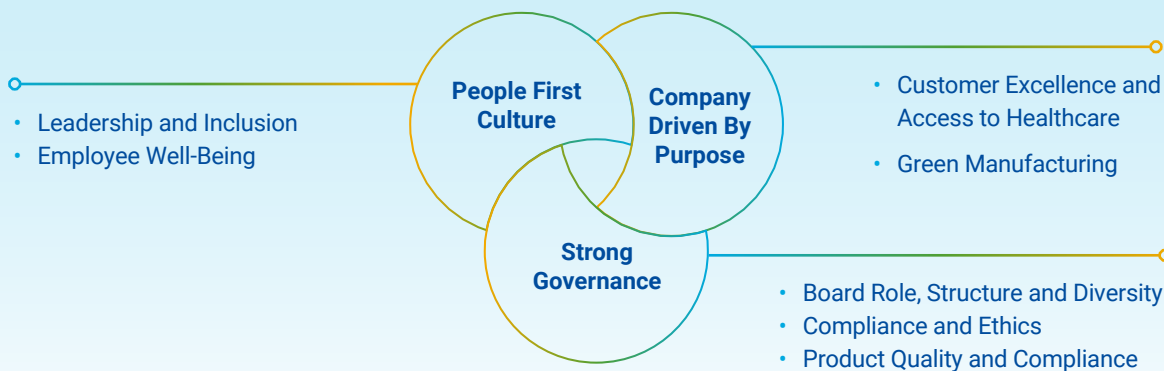 People First
Culture
• Leadership and Inclusion
• Employee Well-Being
Company
Driven By
Purpose
• Customer Excellence and
Access to Healthcare
• Green Manufacturing
Strong
Governance
• Board Role, Structure and Diversity
• Compliance and Ethics
• Product Quality and Compliance